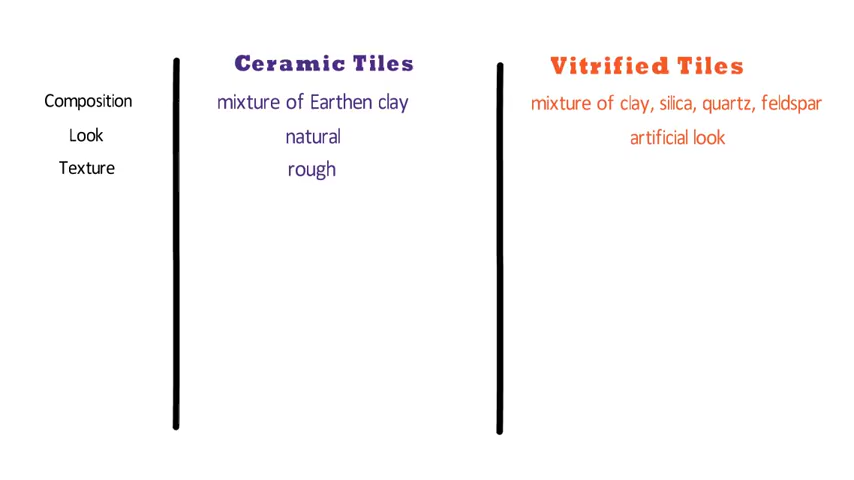 Ceramic Tiles Vitrified Tiles
Composition mixture of Earthen clay mixture of clay, silica, quartz, feldspar
Look natural artificial look
Texture rough